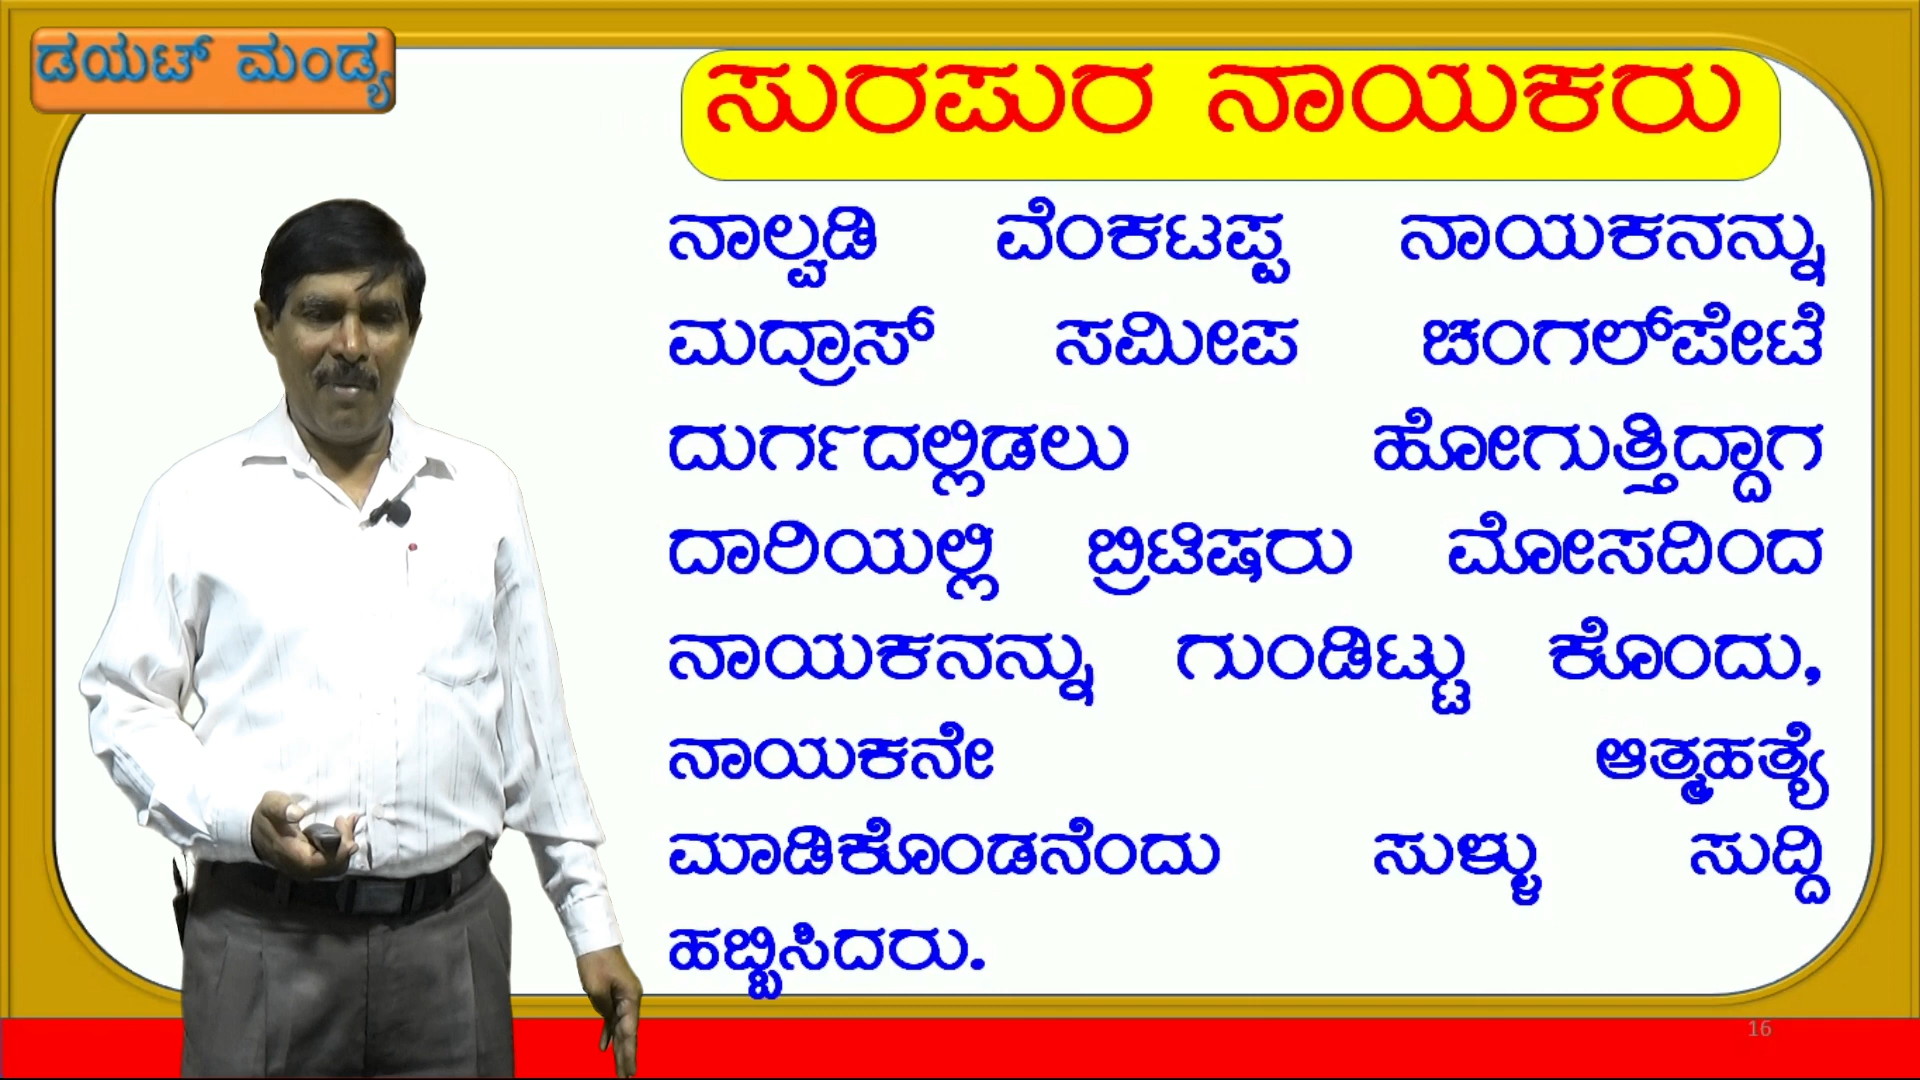 ಡಯಟ್ ಮಂಡ್ಯ
ಸುರಪುರ ನಾಯಕರು
ನಾಲ್ವಡಿ ವೆಂಕಟಪ್ಪ ನಾಯಕನನ್ನು
ಮದ್ರಾಸ್ ಸಮೀಪ ಚಂಗಲ್‌ಪೇಟೆ
ದುರ್ಗದಲ್ಲಿಡಲು ಹೋಗುತ್ತಿದ್ದಾಗ
ದಾರಿಯಲ್ಲಿ ಬ್ರಿಟಿಷರು ಮೋಸದಿಂದ
ನಾಯಕನನ್ನು ಗುಂಡಿಟ್ಟು ಕೊಂದು,
ನಾಯಕನೇ ಆತ್ಮಹತ್ಯೆ
ಮಾಡಿಕೊಂಡನೆಂದು ಸುಳ್ಳು ಸುದ್ದಿ
ಹಬ್ಬಿಸಿದರು.
16